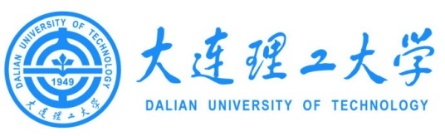 DALIAN UNIVERSITY OF TECHNOLOGY
1949
大连理工大学
大连理工大学
DALIAN UNIVERSITY OF TECHNOLOGY